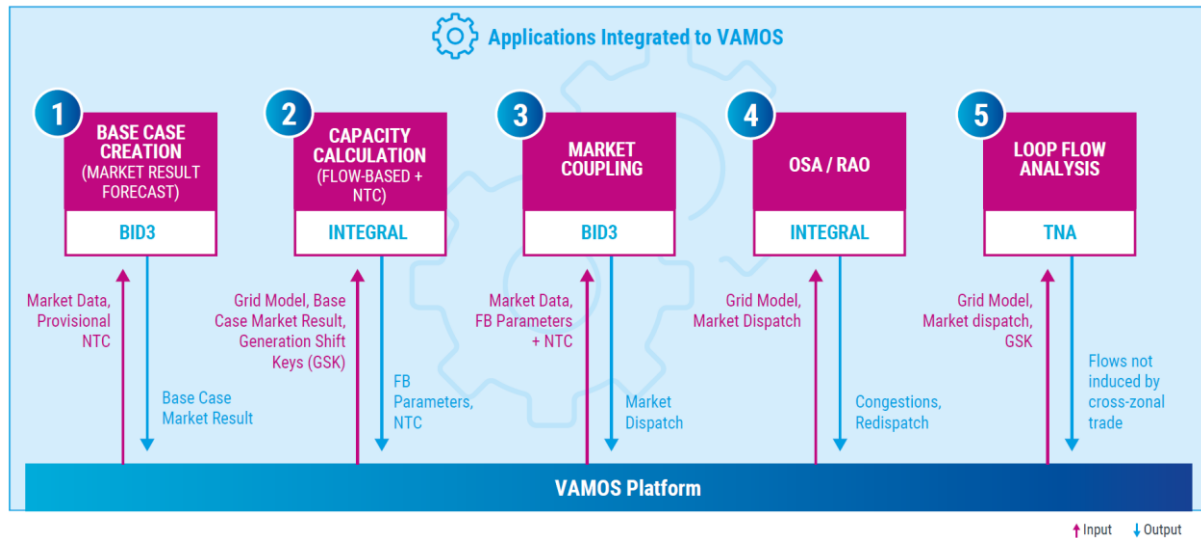 Applications Integrated to VAMOS
1
BASE CASE
CREATION
(MARKET RESULT
FORECAST)
BID3
Market Data,
Provisional
NTC
Base Case
Market Result
2
CAPACITY
CALCULATION
(FLOW-BASED +
NTC)
INTEGRAL
Grid Model, Base
Case Market Result,
Generation Shift
Keys (GSK)
FB
Parameters,
NTC
3
MARKET
COUPLING
BID3
Market Data,
FB Parameters
+ NTC
Market
Dispatch
4
OSA / RAO
INTEGRAL
Grid Model,
Market Dispatch
Congestions,
Redispatch
5
LOOP FLOW
ANALYSIS
TNA
Grid Model,
Market dispatch,
GSK
Flows not
induced by
cross-zonal
trade
VAMOS Platform
Input
Output